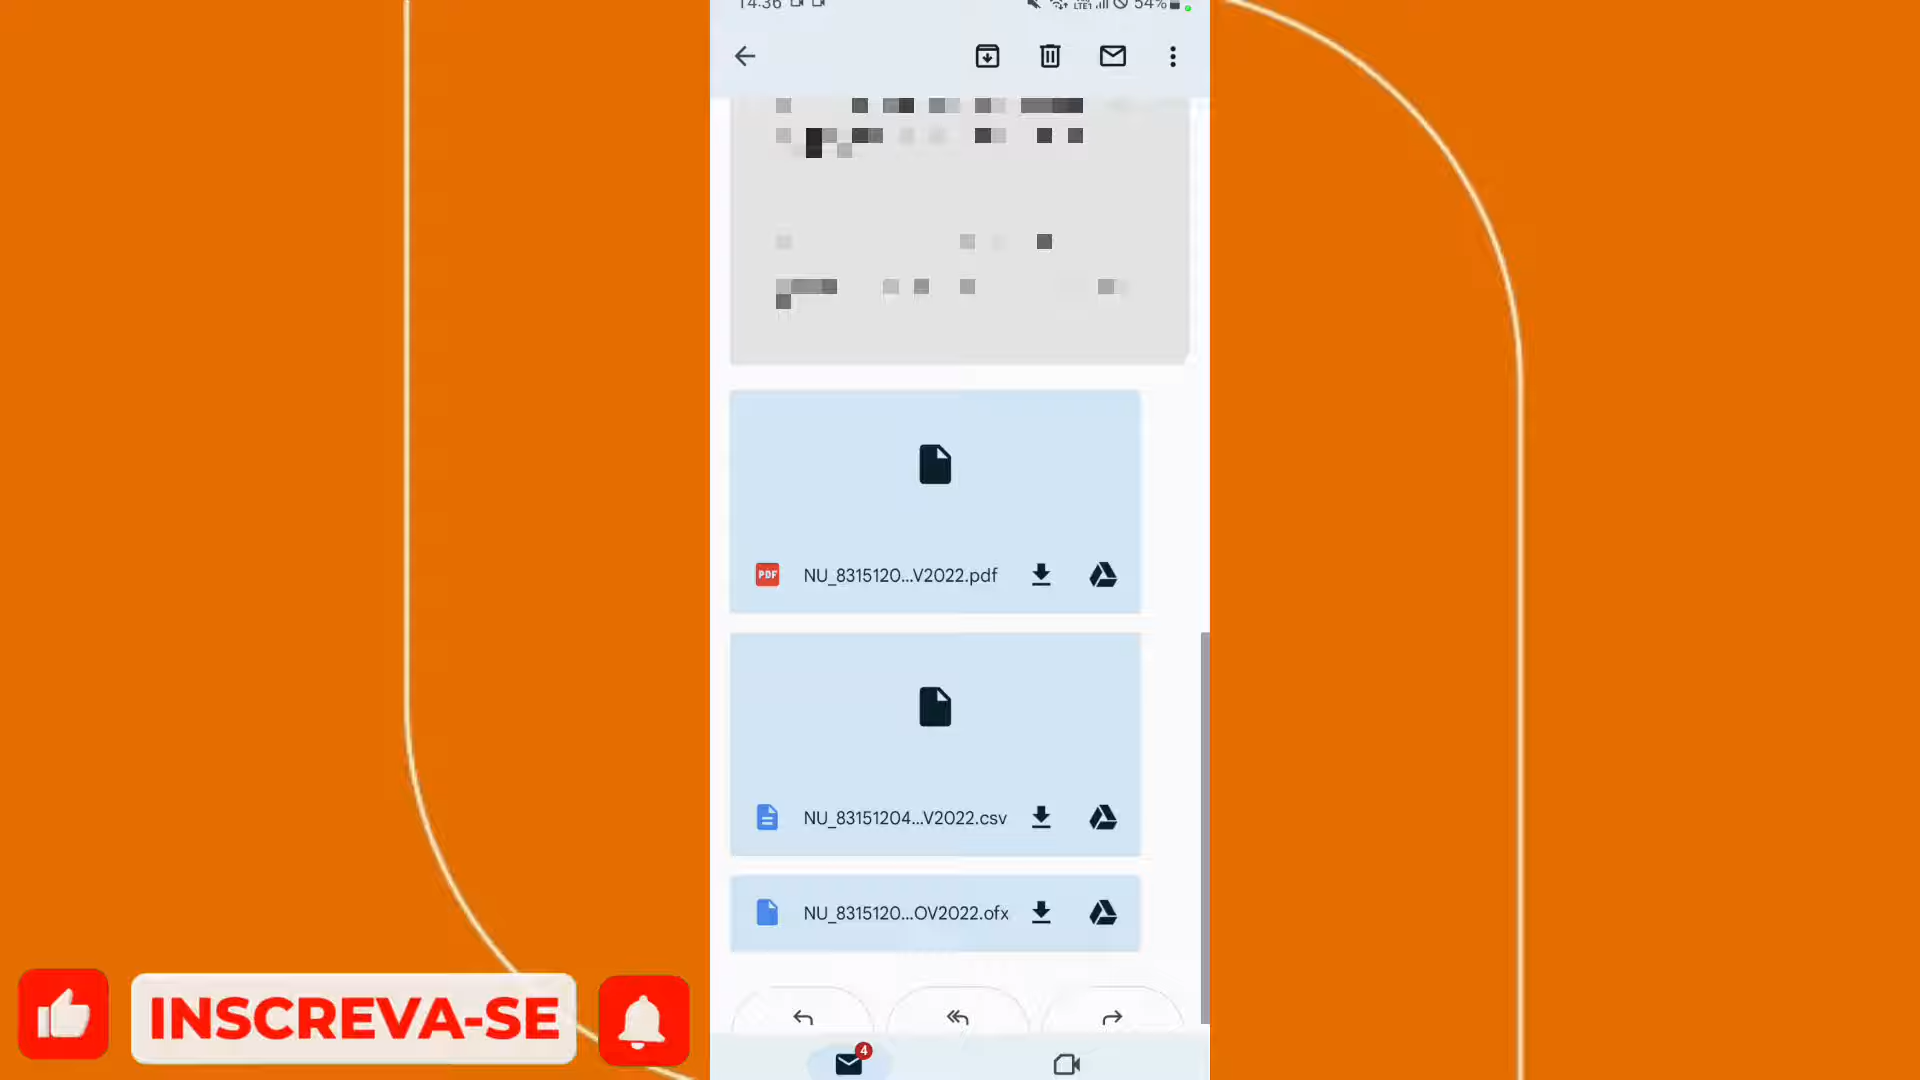 14:36 54%
PDF NU_8315120...V2022.pdf
NU_83151204...V2022.csv
NU_8315120...OV2022.ofx
INSCREVA-SE
4